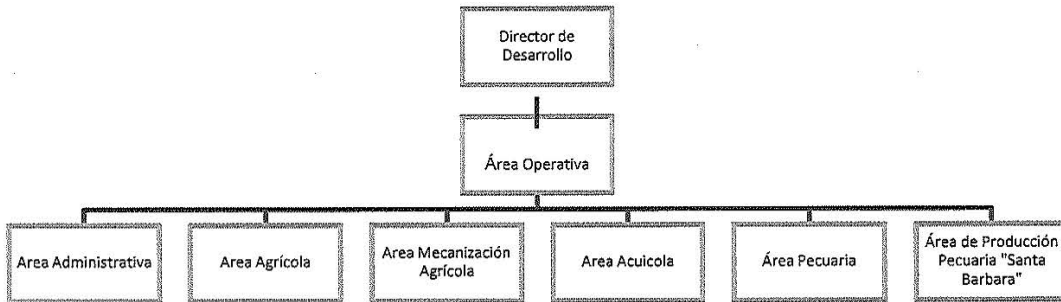 Director de
Desarrollo
Área Operativa
Area Administrativa
Area Agrícola
Area Mecanización
Agrícola
Area Acuicola
Área Pecuaria
Área de Producción
Pecuaria "Santa
Barbara"